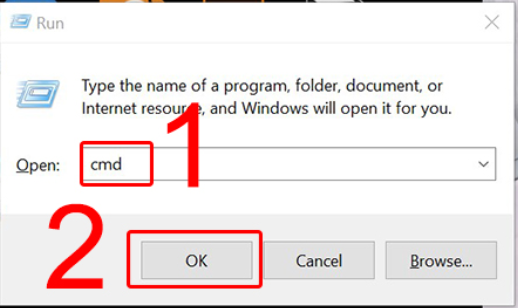 Run
Type the name of a program, folder, document, or
Internet resource, and Windows will open it for you.
1
Open: cmd
2
OK Cancel Browse...